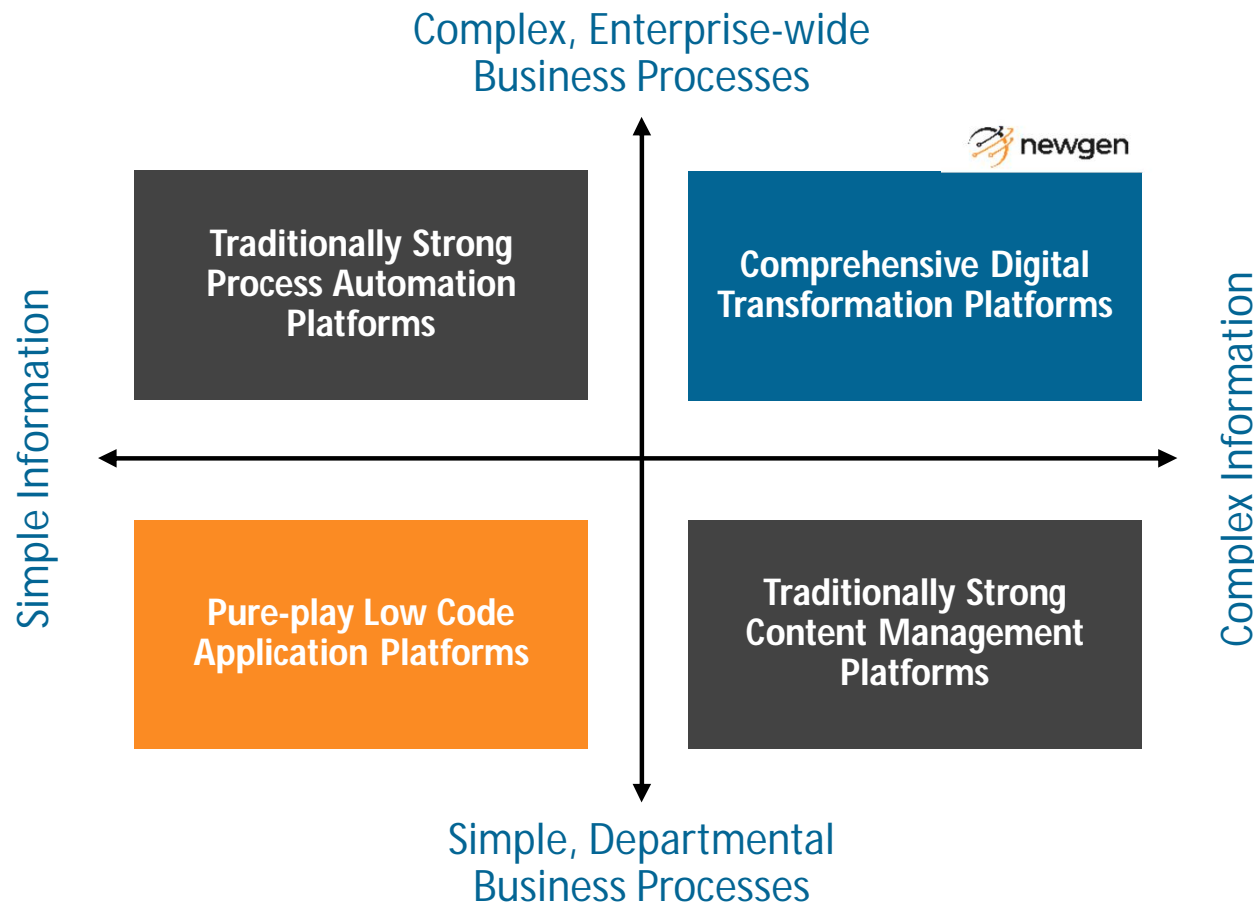 Complex, Enterprise-wide
Business Processes
newgen
Traditionally Strong
Process Automation
Platforms
Comprehensive Digital
Transformation Platforms
Simple Information
Complex Information
Pure-play Low Code
Application Platforms
Traditionally Strong
Content Management
Platforms
Simple, Departmental
Business Processes